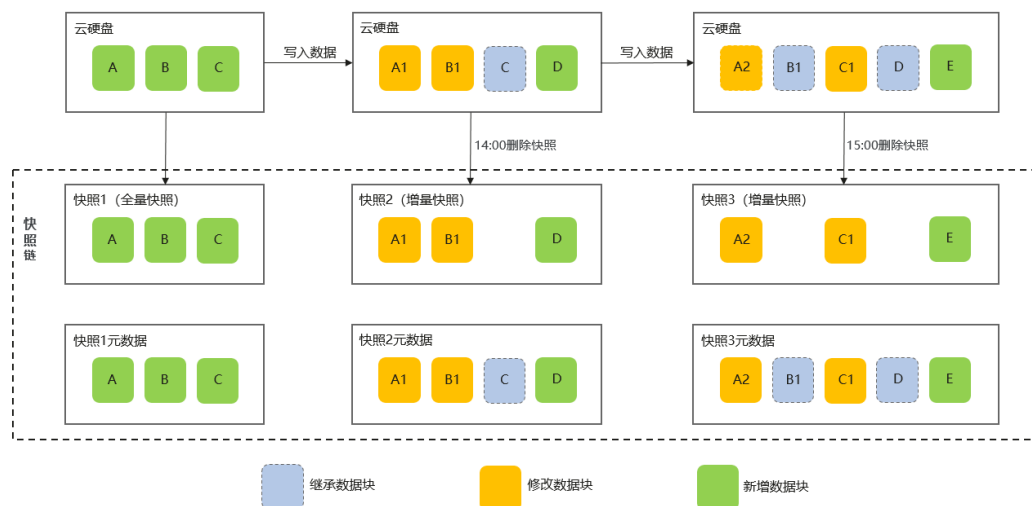 云硬盘
A B C
写入数据
云硬盘
A1 B1 C D
写入数据
云硬盘
A2 B1 C1 D E
14:00删除快照
15:00删除快照
快照链
快照1（全量快照）
A B C
快照2（增量快照）
A1 B1 D
快照3（增量快照）
A2 C1 E
快照1元数据
A B C
快照2元数据
A1 B1 C D
快照3元数据
A2 B1 C1 D E
继承数据块
修改数据块
新增数据块